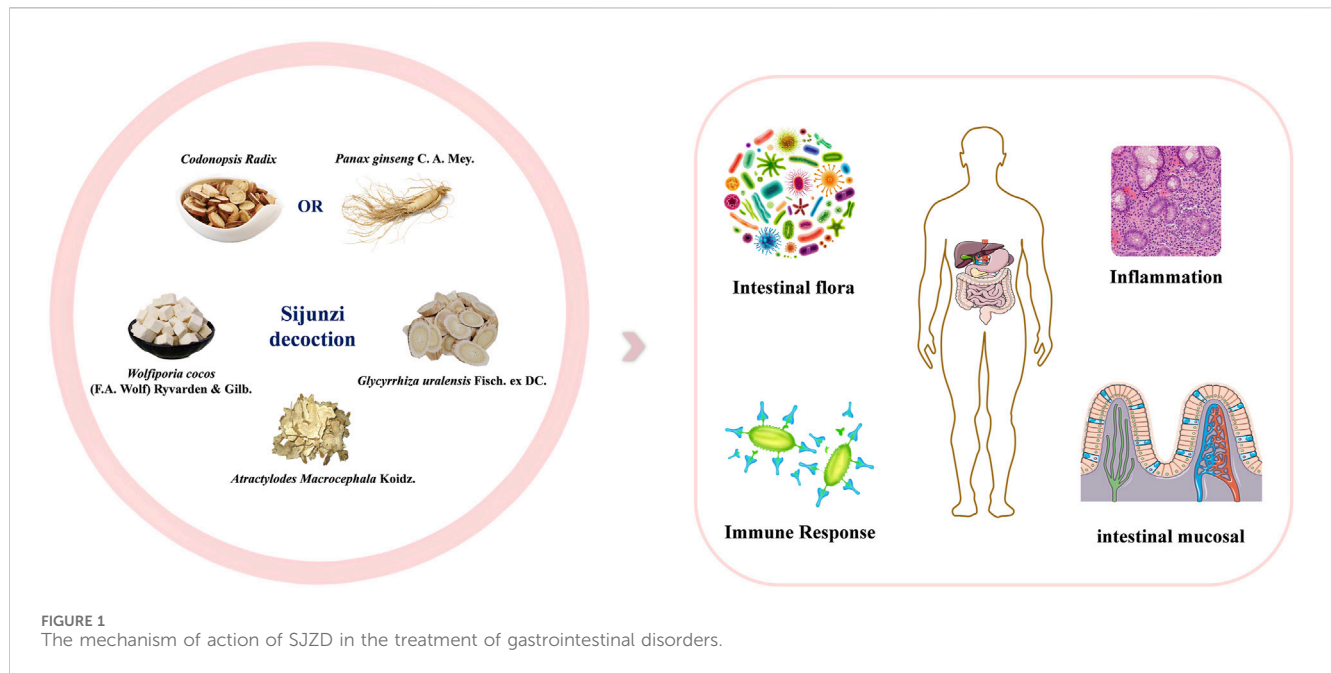 Codonopsis Radix
OR
Panax ginseng C. A. Mey.
Sijunzi
decoction
Wolfiporia cocos
(F.A. Wolf) Ryvarden & Gilb.
Glycyrrhiza uralensis Fisch. ex DC.
Atractylodes Macrocephala Koidz.
Intestinal flora
Inflammation
Immune Response
intestinal mucosal
FIGURE 1
The mechanism of action of SJZD in the treatment of gastrointestinal disorders.